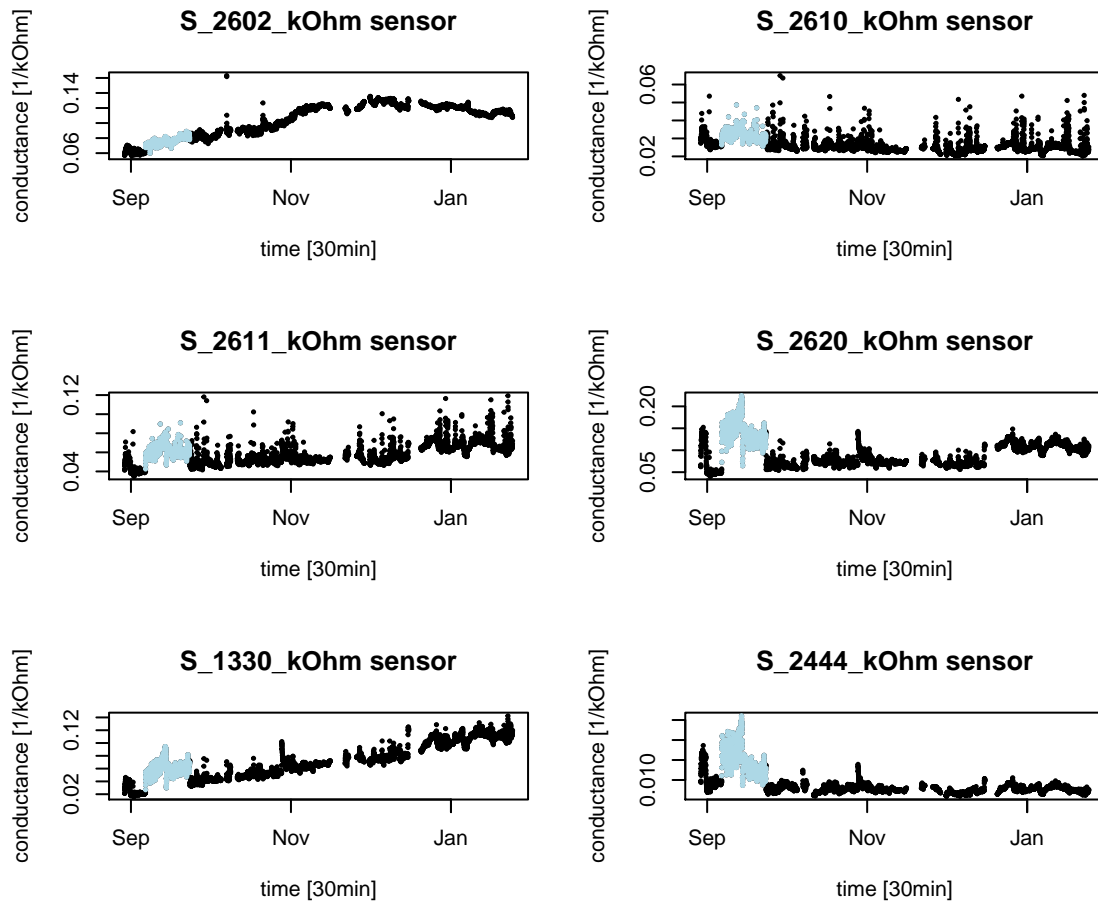 S_2602_kOhm sensor
conductance [1/kOhm]
0.14
0.06
Sep Nov Jan
time [30min]
S_2610_kOhm sensor
conductance [1/kOhm]
0.06
0.02
Sep Nov Jan
time [30min]
S_2611_kOhm sensor
conductance [1/kOhm]
0.12
0.04
Sep Nov Jan
time [30min]
S_2620_kOhm sensor
conductance [1/kOhm]
0.20
0.05
Sep Nov Jan
time [30min]
S_1330_kOhm sensor
conductance [1/kOhm]
0.12
0.02
Sep Nov Jan
time [30min]
S_2444_kOhm sensor
conductance [1/kOhm]
0.010
Sep Nov Jan
time [30min]